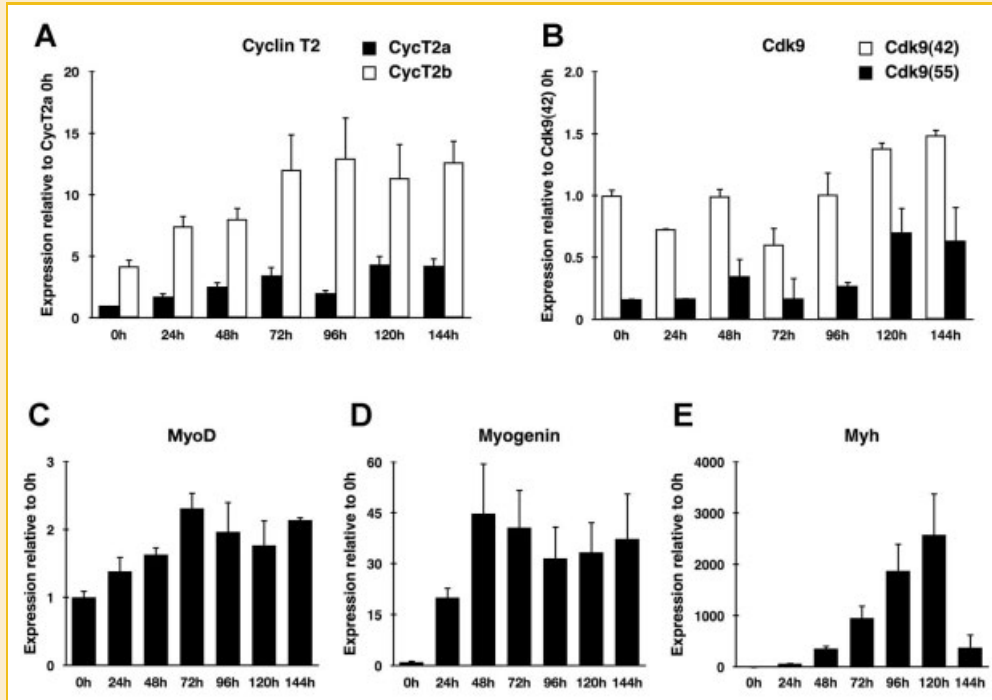 A
Cyclin T2
CycT2a
CycT2b
Expression relative to CycT2a 0h
20
15
10
5
0
0h 24h 48h 72h 96h 120h 144h
B
Cdk9
Cdk9(42)
Cdk9(55)
Expression relative to Cdk9(42) 0h
2.0
1.5
1.0
0.5
0
0h 24h 48h 72h 96h 120h 144h
C
MyoD
Expression relative to 0h
3
2
1
0
0h 24h 48h 72h 96h 120h 144h
D
Myogenin
Expression relative to 0h
60
45
30
15
0
0h 24h 48h 72h 96h 120h 144h
E
Myh
Expression relative to 0h
4000
3000
2000
1000
0
0h 24h 48h 72h 96h 120h 144h